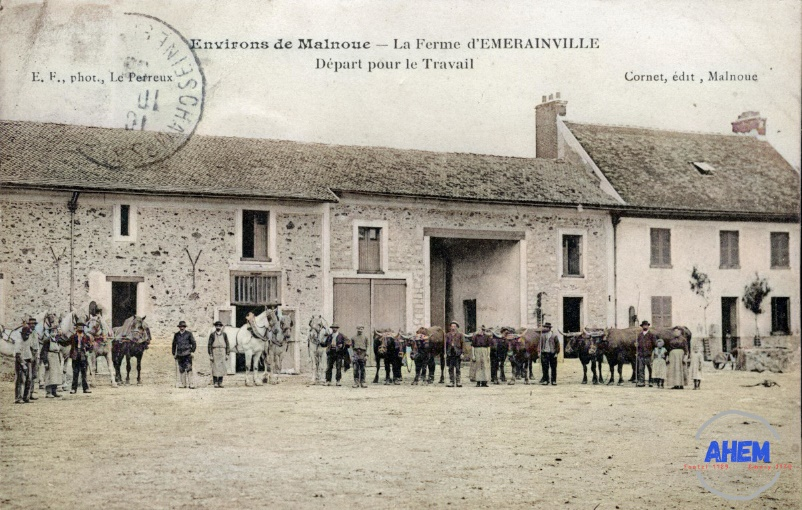 Environs de Malnoue — La Ferme d'EMERAINVILLE
Départ pour le Travail
E. F., phot., Le Perreux
Cornet, édit, Malnoue
AHEM